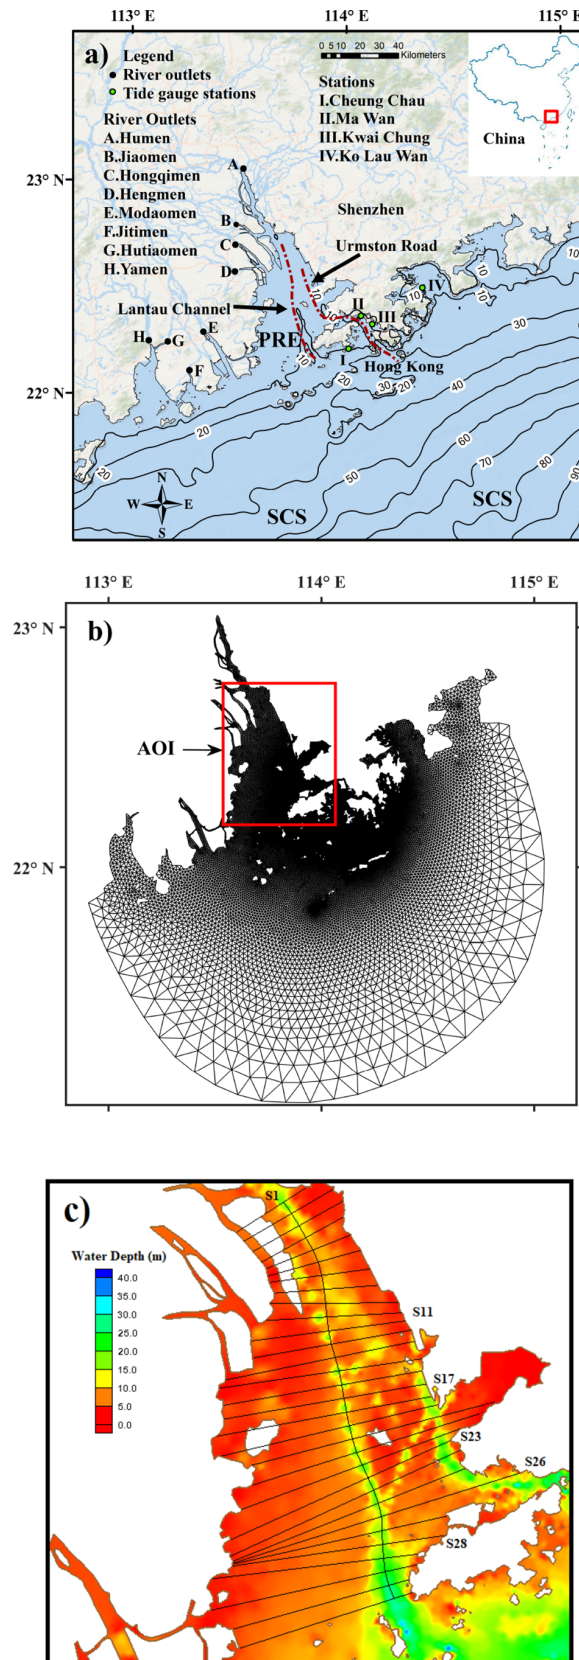 113° E 114° E 115° E
a)
Legend
River outlets
Tide gauge stations
0 5 10 20 30 40
Kilometers
Stations
I.Cheung Chau
II.Ma Wan
III.Kwai Chung
IV.Ko Lau Wan
China
River Outlets
A.Humen
B.Jiaomen
C.Hongqimen
D.Hengmen
E.Modaomen
F.Jitimen
G.Hutiaomen
H.Yamen
23° N
22° N
A
B
C
D
E
F
G
H
Shenzhen
Urmston Road
Lantau Channel
PRE
I
II
III
IV
Hong Kong
10
10
10
10
10
10
10
20
20
20
20
30
30
40
50
60
70
80
90
N
W E
S
SCS
SCS
113° E 114° E 115° E
23° N
22° N
b)
AOI
c)
S1
Water Depth (m)
40.0
35.0
30.0
25.0
20.0
15.0
10.0
5.0
0.0
S11
S17
S23
S26
S28